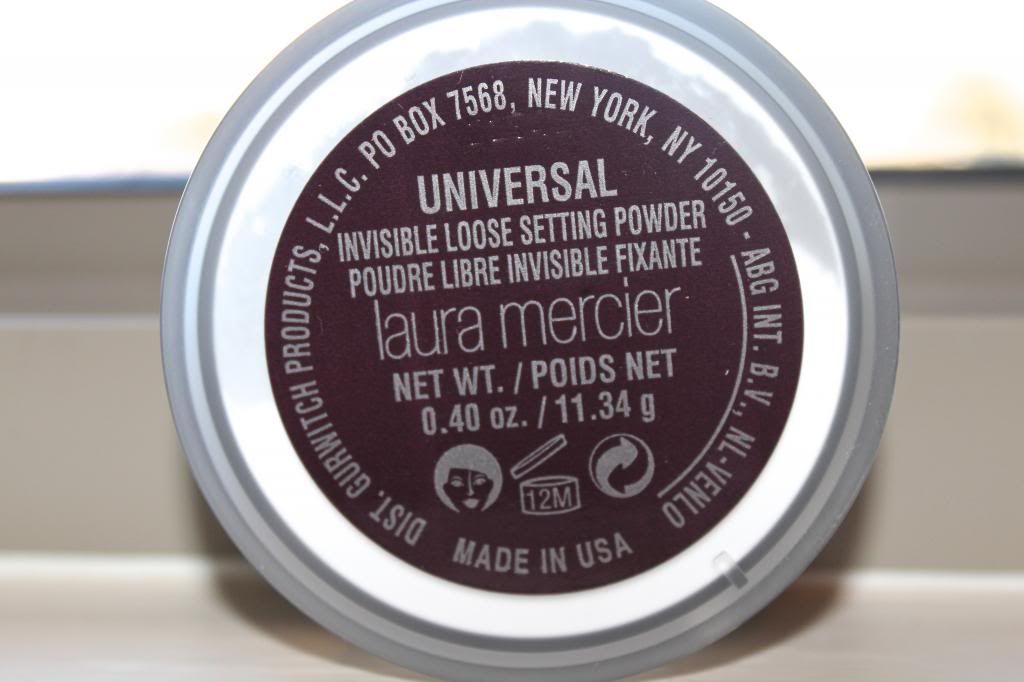 DIST. GURWITCH PRODUCTS, L.L.C. PO BOX 7568, NEW YORK, NY 10150 - ABG INT. B.V., NL-VENLO
UNIVERSAL
INVISIBLE LOOSE SETTING POWDER
POUDRE LIBRE INVISIBLE FIXANTE
laura mercier
NET WT. / POIDS NET
0.40 oz. / 11.34 g
12M
MADE IN USA